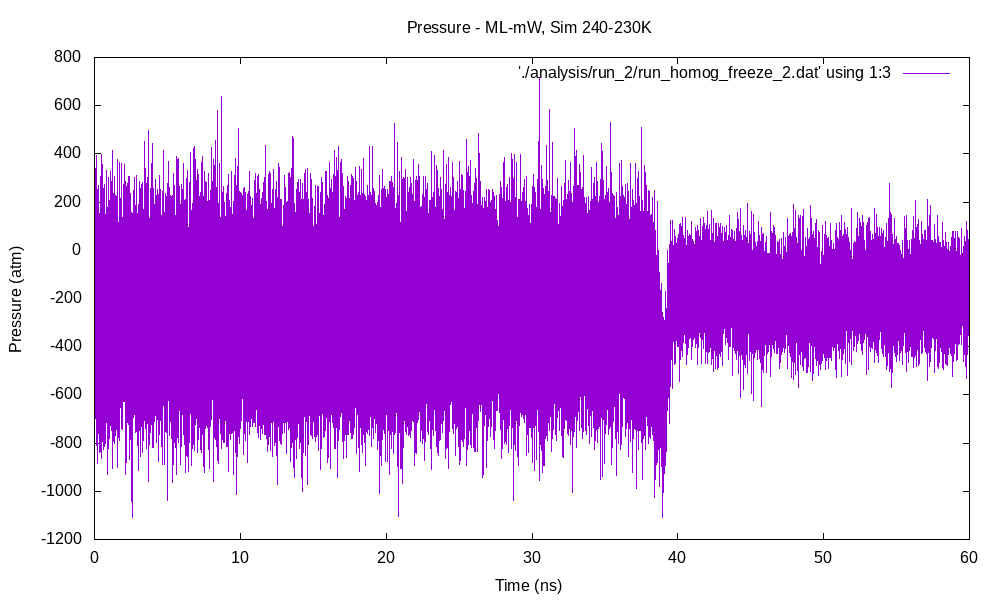 Pressure - ML-mW, Sim 240-230K
'./analysis/run_2/run_homog_freeze_2.dat' using 1:3
800
600
400
200
0
-200
-400
-600
-800
-1000
-1200
Pressure (atm)
0 10 20 30 40 50 60
Time (ns)